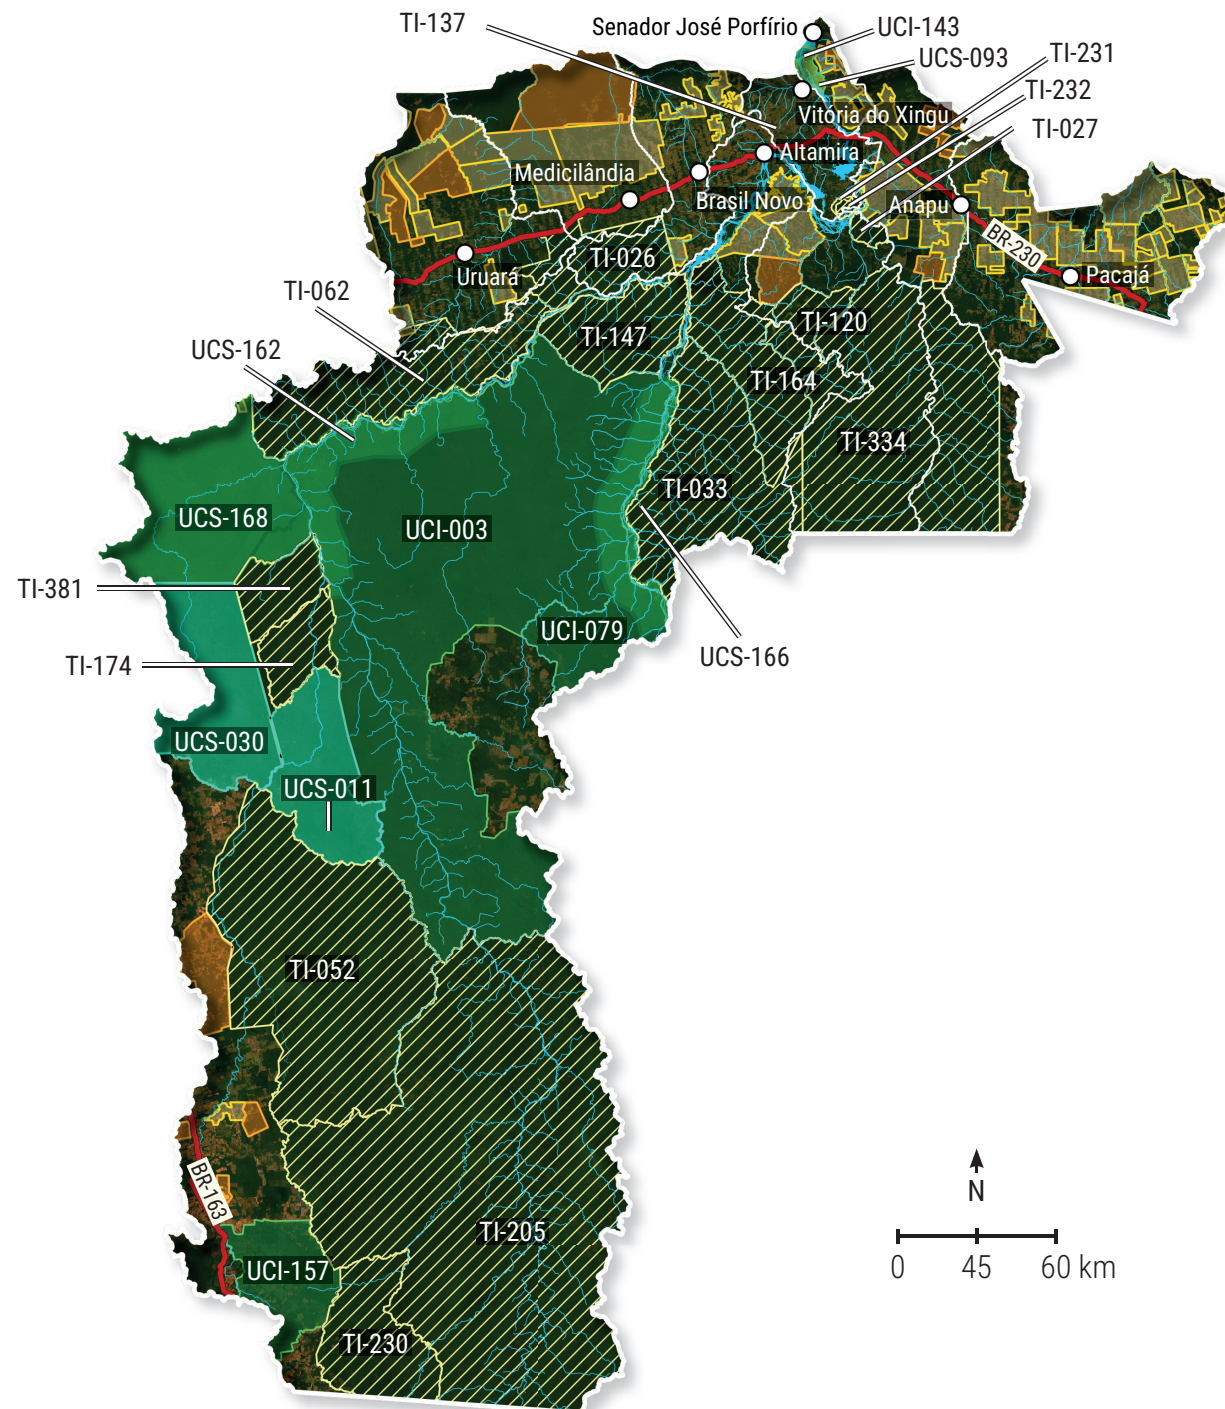 TI-137
Senador José Porfírio
UCI-143
UCS-093
TI-231
TI-232
TI-027
Vitória do Xingu
Altamira
Medicilândia
Brasil Novo
Anapu
BR-230
Pacajá
Uruará
TI-026
TI-062
TI-120
TI-147
UCS-162
TI-164
TI-334
TI-033
UCS-168
UCI-003
TI-381
UCI-079
UCS-166
TI-174
UCS-030
UCS-011
TI-052
BR-163
TI-205
UCI-157
TI-230
N
0 45 60 km